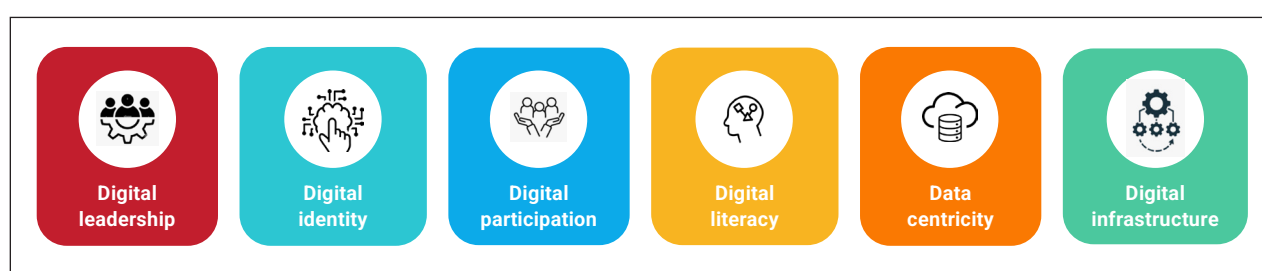 Digital
leadership
Digital
identity
Digital
participation
Digital
literacy
Data
centricity
Digital
infrastructure